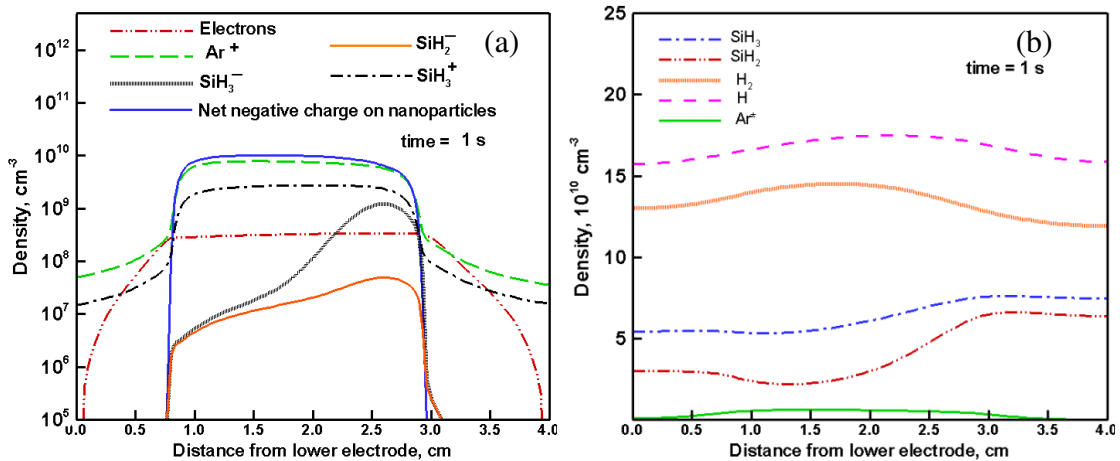 (a)
Electrons
Ar⁺
SiH₃⁻
SiH₂⁻
SiH₃⁺
Net negative charge on nanoparticles
time = 1 s
Density, cm⁻³
10¹²
10¹¹
10¹⁰
10⁹
10⁸
10⁷
10⁶
10⁵
0.0 0.5 1.0 1.5 2.0 2.5 3.0 3.5 4.0
Distance from lower electrode, cm
(b)
SiH₃
SiH₂
H₂
H
time = 1 s
Density, 10¹⁰ cm⁻³
25
20
15
10
5
0.0 0.5 1.0 1.5 2.0 2.5 3.0 3.5 4.0
Distance from lower electrode, cm